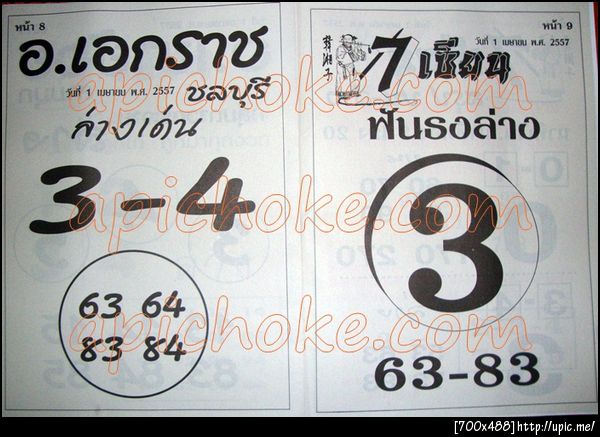 หน้า 8
อ.เอกราช
วันที่ 1 เมษายน พ.ศ. 2557 ชลบุรี
ล่างเด่น
3-4
63 64
83 84
หน้า 9
วันที่ 1 เมษายน พ.ศ. 2557
7 เซียน
ฟันธงล่าง
3
63-83
apichoke.com
apichoke.com
apichoke.com
apichoke.com
[700x488]http://upic.me/